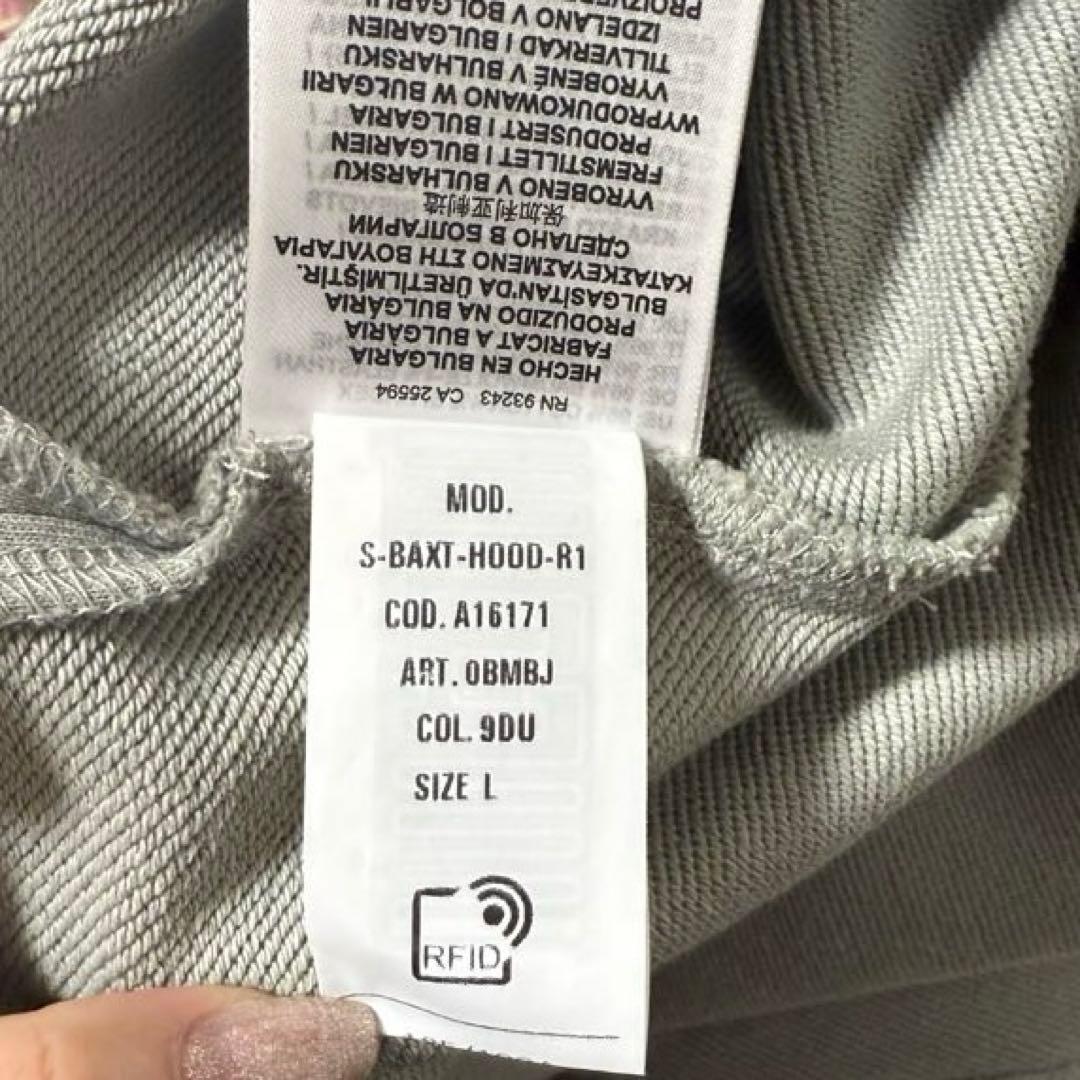 RN 93243 CA 25594
HECHO EN BULGARIA
FABRICAT A BULGÀRIA
PRODUZIDO NA BULGÁRIA
BULGASİTAN'DA ÜRETİLMİŞTİR.
ΚΑΤΑΣΚΕΥΑΣΜΕΝΟ ΣΤΗ ΒΟΥΛΓΑΡΙΑ
СДЕЛАНО В БОЛГАРИИ
保加利亚制造
VYROBENO V BULHARSKU
FREMSTILLET I BULGARIEN
PRODUSERT I BULGARIA
WYPRODUKOWANO W BUŁGARII
VYROBENÉ V BULHARSKU
TILLVERKAD I BULGARIEN
IZDELANO V BOLGARIJI
MOD.
S-BAXT-HOOD-R1
COD. A16171
ART. 0BMBJ
COL. 9DU
SIZE L
RFID